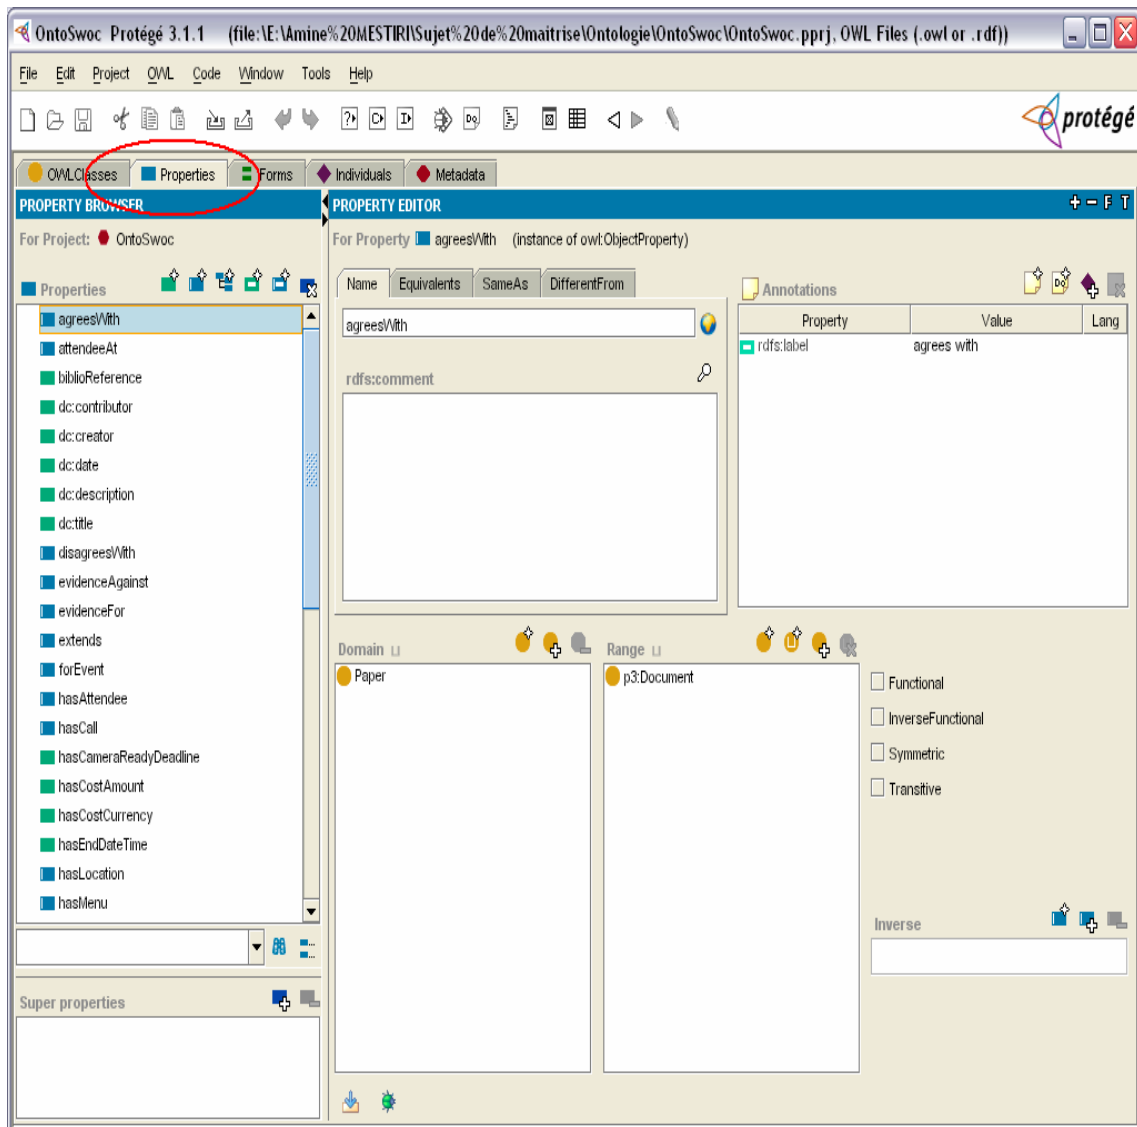 OntoSwoc Protégé 3.1.1 (file:\E:\Amine%20MESTIRI\Sujet%20de%20maitrise\Ontologie\OntoSwoc\OntoSwoc.pprj, OWL Files (.owl or .rdf))
File Edit Project OWL Code Window Tools Help
protégé
OWLClasses Properties Forms Individuals Metadata
PROPERTY BROWSER
For Project: OntoSwoc
Properties
agreesWith
attendeeAt
biblioReference
dc:contributor
dc:creator
dc:date
dc:description
dc:title
disagreesWith
evidenceAgainst
evidenceFor
extends
forEvent
hasAttendee
hasCall
hasCameraReadyDeadline
hasCostAmount
hasCostCurrency
hasEndDateTime
hasLocation
hasMenu
Super properties
PROPERTY EDITOR
F T
For Property agreesWith (instance of owl:ObjectProperty)
Name Equivalents SameAs DifferentFrom
agreesWith
rdfs:comment
Annotations
Property Value Lang
rdfs:label agrees with
Domain
Paper
Range
p3:Document
Functional
InverseFunctional
Symmetric
Transitive
Inverse